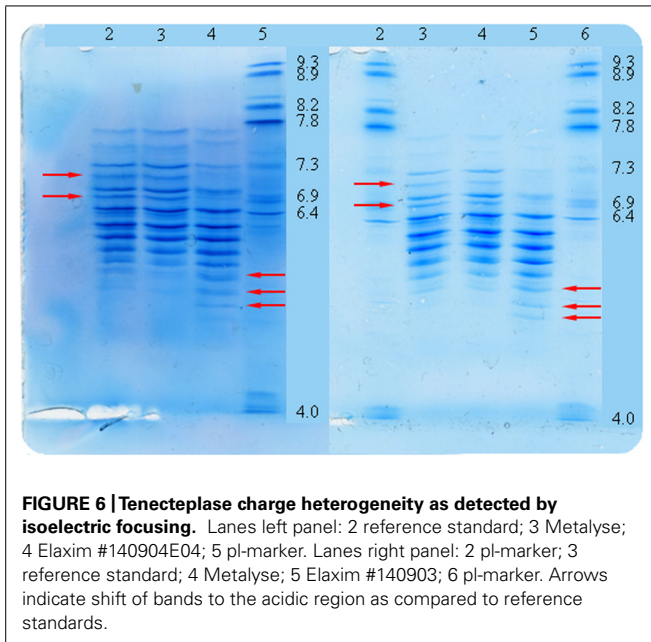 2 3 4 5 2 3 4 5 6
9.3 9.3
8.9 8.9
8.2 8.2
7.8 7.8
7.3 7.3
6.9 6.9
6.4 6.4
4.0 4.0
FIGURE 6 | Tenecteplase charge heterogeneity as detected by
isoelectric focusing. Lanes left panel: 2 reference standard; 3 Metalyse;
4 Elaxim #140904E04; 5 pI-marker. Lanes right panel: 2 pI-marker; 3
reference standard; 4 Metalyse; 5 Elaxim #140903; 6 pI-marker. Arrows
indicate shift of bands to the acidic region as compared to reference
standards.